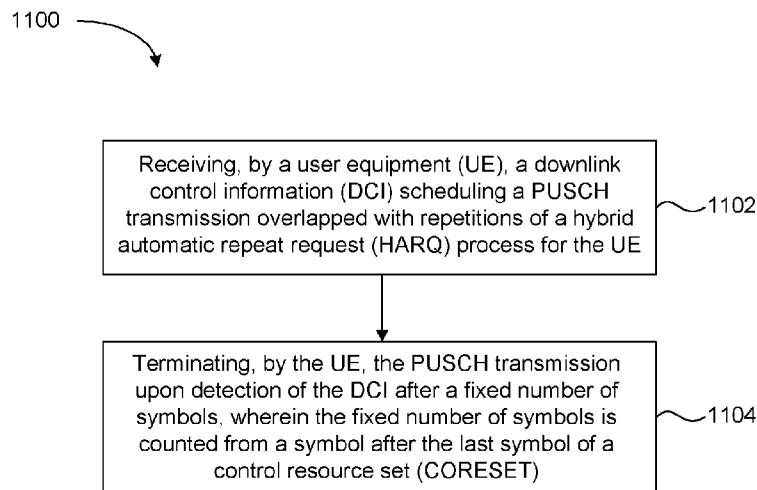 1100
Receiving, by a user equipment (UE), a downlink
control information (DCI) scheduling a PUSCH
transmission overlapped with repetitions of a hybrid
automatic repeat request (HARQ) process for the UE
1102
Terminating, by the UE, the PUSCH transmission
upon detection of the DCI after a fixed number of
symbols, wherein the fixed number of symbols is
counted from a symbol after the last symbol of a
control resource set (CORESET)
1104